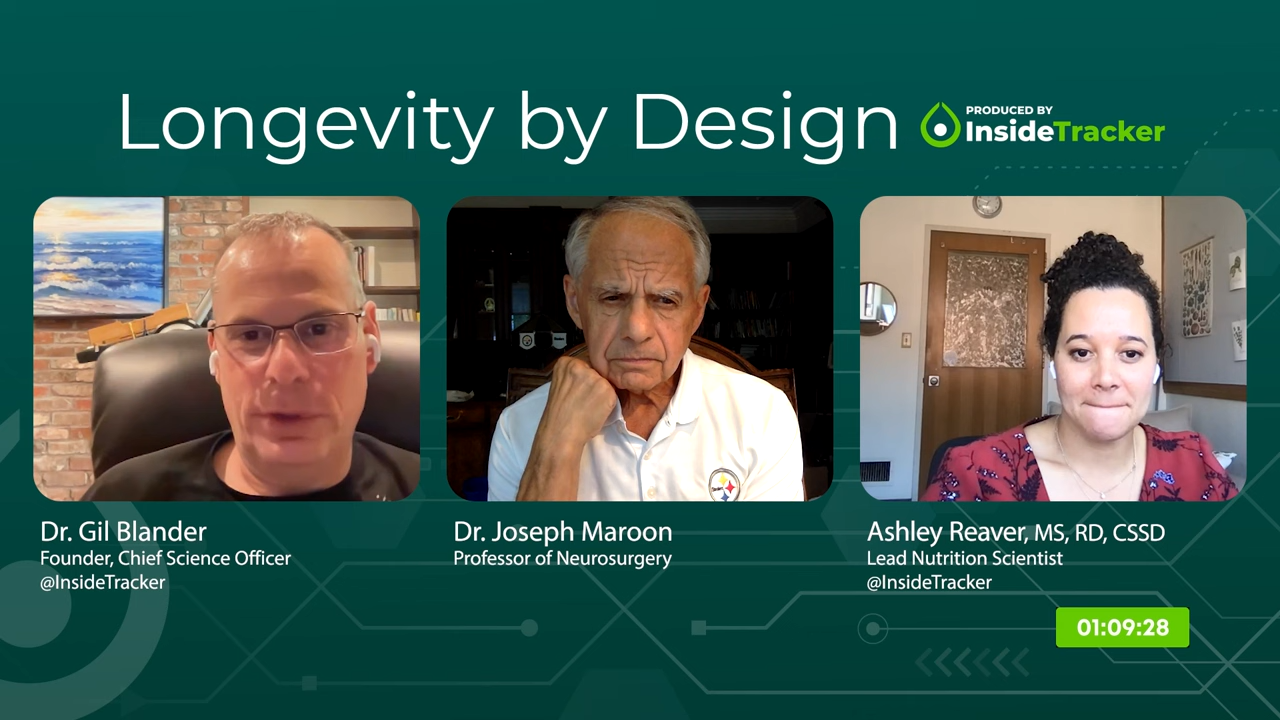 Longevity by Design
PRODUCED BY
InsideTracker
Dr. Gil Blander
Founder, Chief Science Officer
@InsideTracker
Dr. Joseph Maroon
Professor of Neurosurgery
Ashley Reaver, MS, RD, CSSD
Lead Nutrition Scientist
@InsideTracker
01:09:28